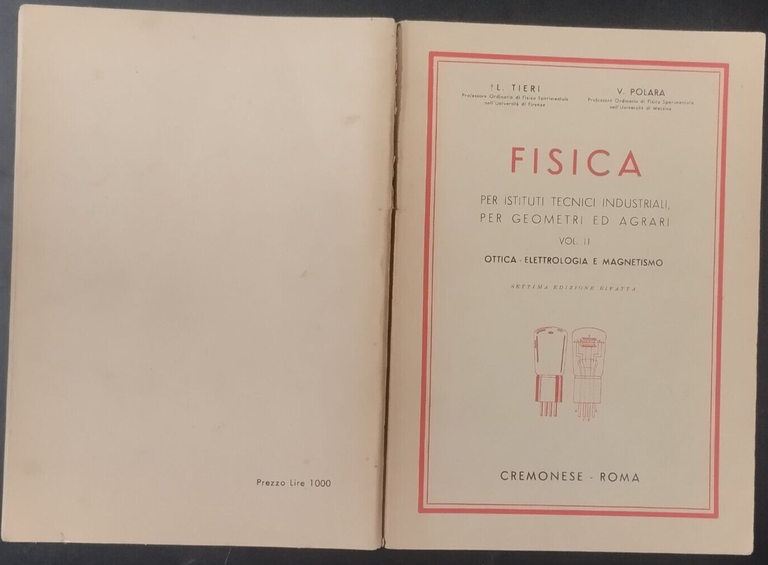 Prezzo Lire 1000
†L. TIERI
Professore Ordinario di Fisica Sperimentale
nell'Università di Firenze
V. POLARA
Professore Ordinario di Fisica Sperimentale
nell'Università di Messina
FISICA
PER ISTITUTI TECNICI INDUSTRIALI,
PER GEOMETRI ED AGRARI
VOL. II
OTTICA - ELETTROLOGIA E MAGNETISMO
SETTIMA EDIZIONE RIFATTA
CREMONESE - ROMA